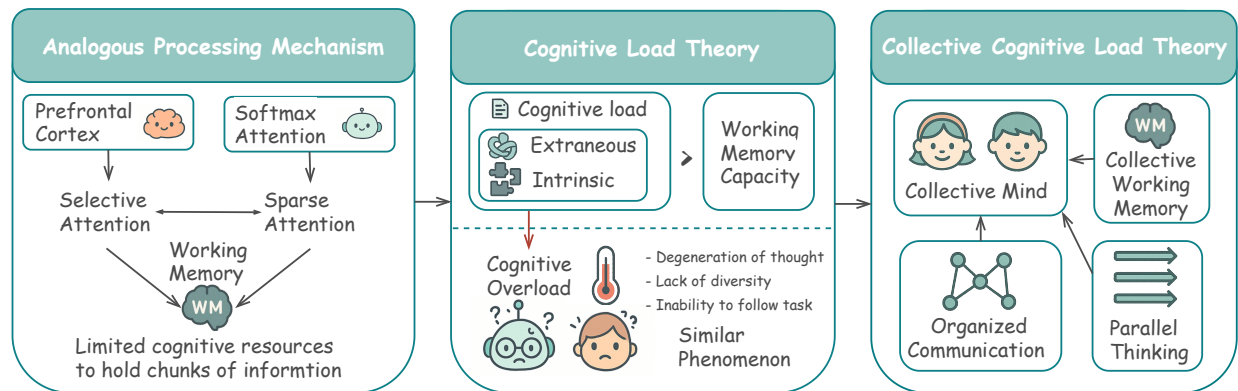 Analogous Processing Mechanism
Prefrontal
Cortex
Softmax
Attention
Selective
Attention
Sparse
Attention
Working
Memory
WM
Limited cognitive resources
to hold chunks of informtion
Cognitive Load Theory
Cognitive load
Extraneous
Intrinsic
>
Working
Memory
Capacity
Cognitive
Overload
- Degeneration of thought
- Lack of diversity
- Inability to follow task
? ? ?
? ?
Similar
Phenomenon
Collective Cognitive Load Theory
Collective Mind
WM
Collective
Working
Memory
Organized
Communication
Parallel
Thinking